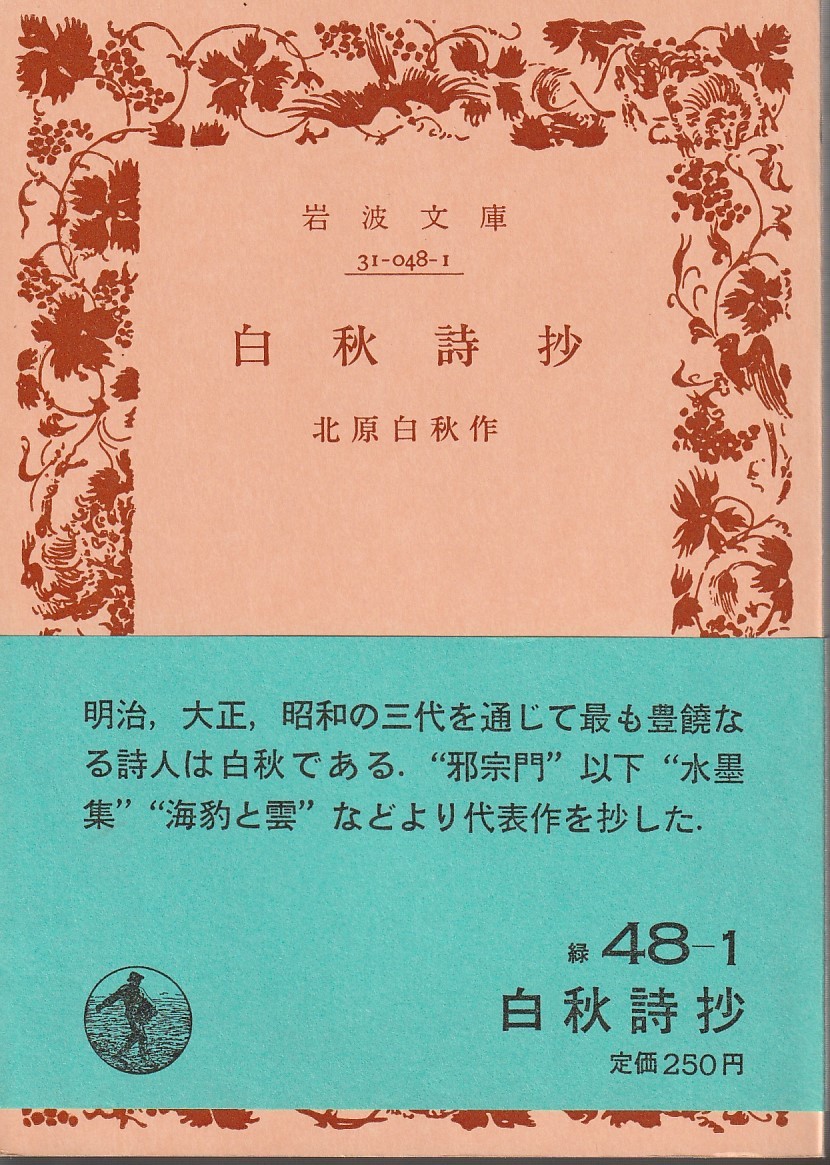 岩波文庫
31-048-1
白秋詩抄
北原白秋作
明治，大正，昭和の三代を通じて最も豊饒な
る詩人は白秋である．“邪宗門”以下“水墨
集”“海豹と雲”などより代表作を抄した．
緑 48-1
白秋詩抄
定価250円